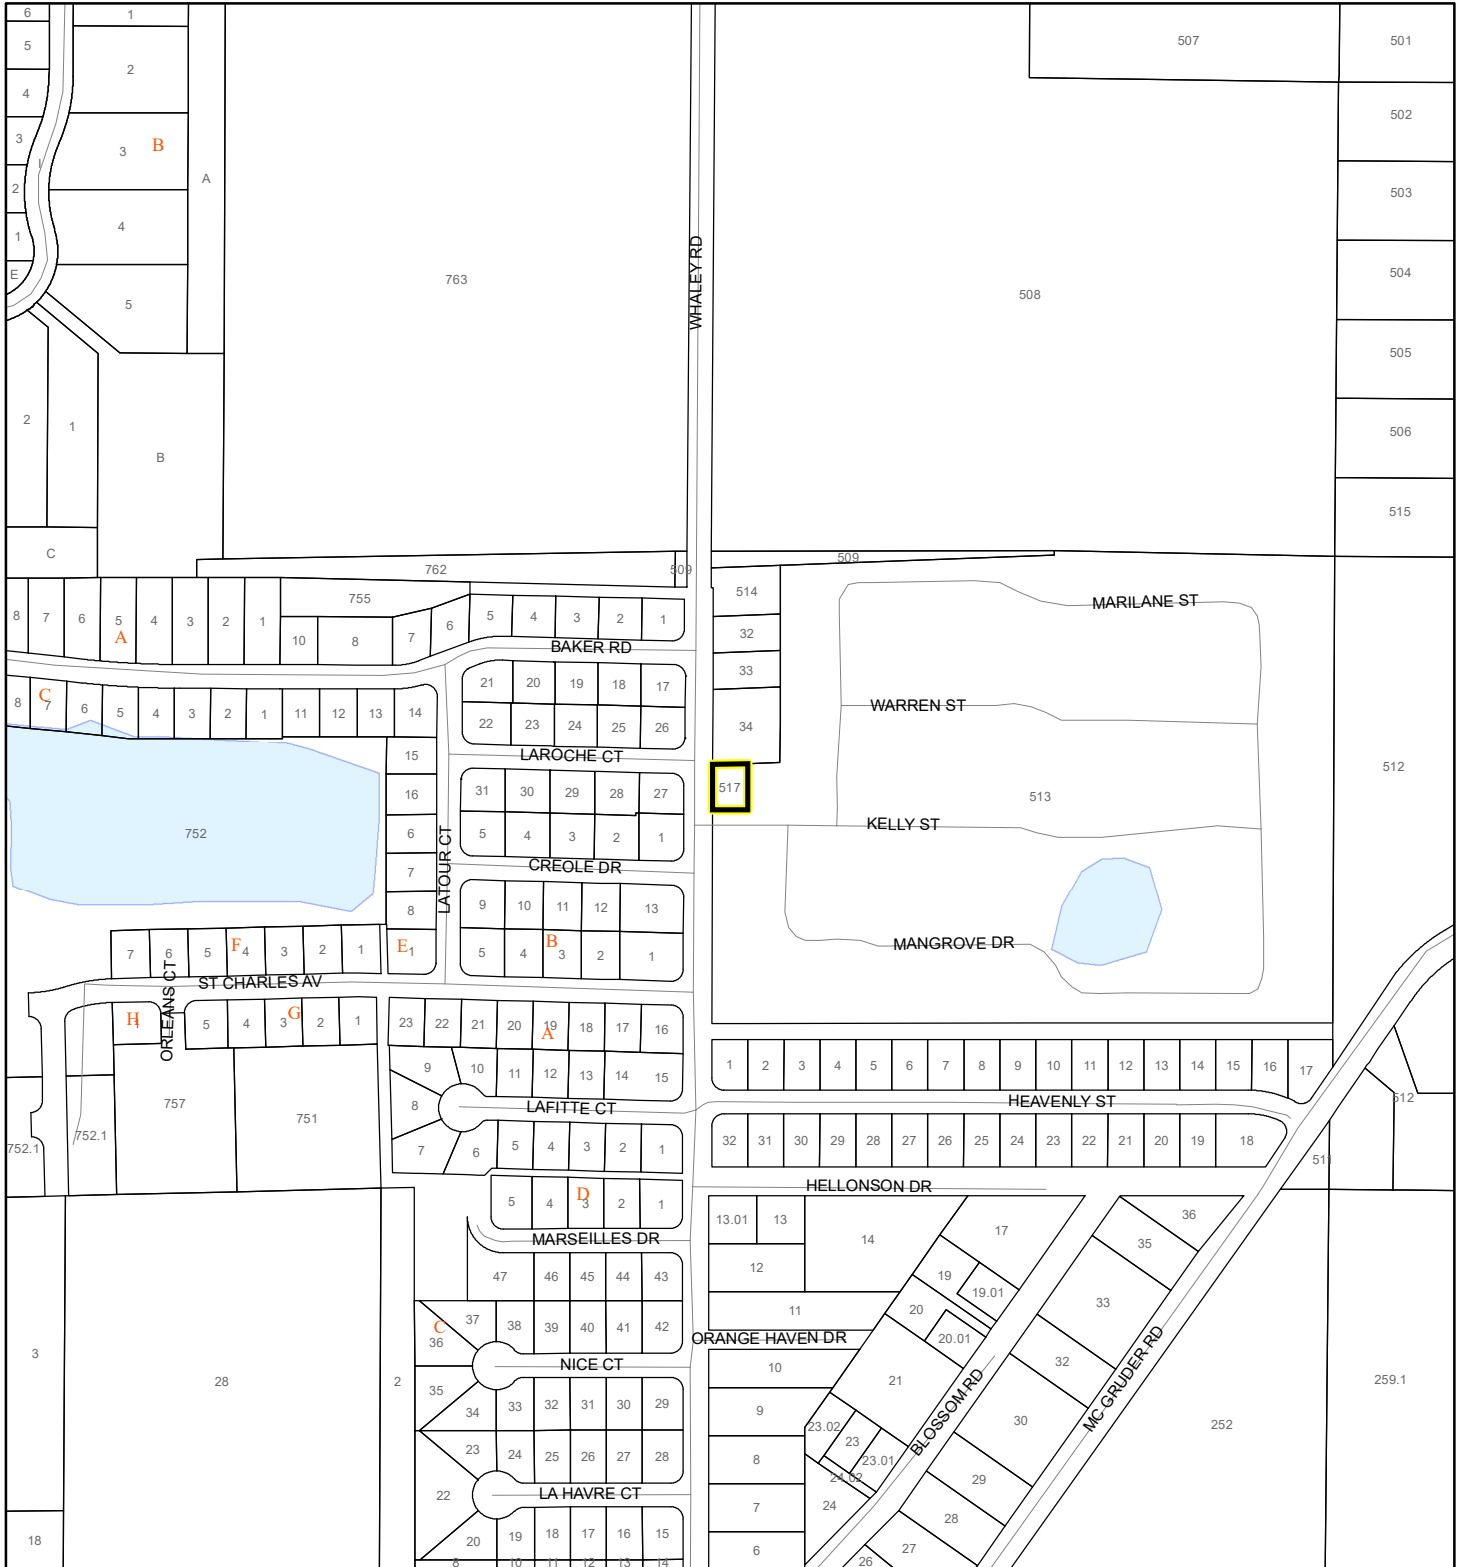 6 1 507 501
5 2
4 502
3 3 B
I
2 A 503
1 4
E 504
5 763 WHALEY RD 508
505
2 1 506
B
515
C 509
762 509
755 514 MARILANE ST
8 7 6 5 4 3 2 1 5 4 3 2 1
A 10 8 7 6 32
BAKER RD
33
21 20 19 18 17
C
8 7 6 5 4 3 2 1 11 12 13 14 WARREN ST
22 23 24 25 26 34
15 LAROCHE CT
512
16 31 30 29 28 27 517 513
752 6 5 4 3 2 1 KELLY ST
LATOUR CT
7 CREOLE DR
8 9 10 11 12 13
F E B MANGROVE DR
7 6 5 4 3 2 1 1 5 4 3 2 1
ST CHARLES AV
ORLEANS CT
H G
1 5 4 3 2 1 23 22 21 20 19 18 17 16
A
9 10 11 12 13 14 15 1 2 3 4 5 6 7 8 9 10 11 12 13 14 15 16 17
757 751 8 LAFITTE CT HEAVENLY ST 512
752.1 752.1 7 6 5 4 3 2 1 32 31 30 29 28 27 26 25 24 23 22 21 20 19 18 511
HELLONSON DR
D
5 4 3 2 1 13.01 13 14 17 36
MARSEILLES DR 35
47 46 45 44 43 12 19 19.01
33
C 37 38 39 40 41 42 11 20
36 ORANGE HAVEN DR 20.01
3 NICE CT 10 32 MC GRUDER RD
28 2 35 21 BLOSSOM RD 259.1
34 33 32 31 30 29 9 30 252
23.02 23
23 24 25 26 27 28 8 23.01
24.02 29
22 LA HAVRE CT 7 24
28
18 20 19 18 17 16 15 27
6 26
8 10 11 12 13 14